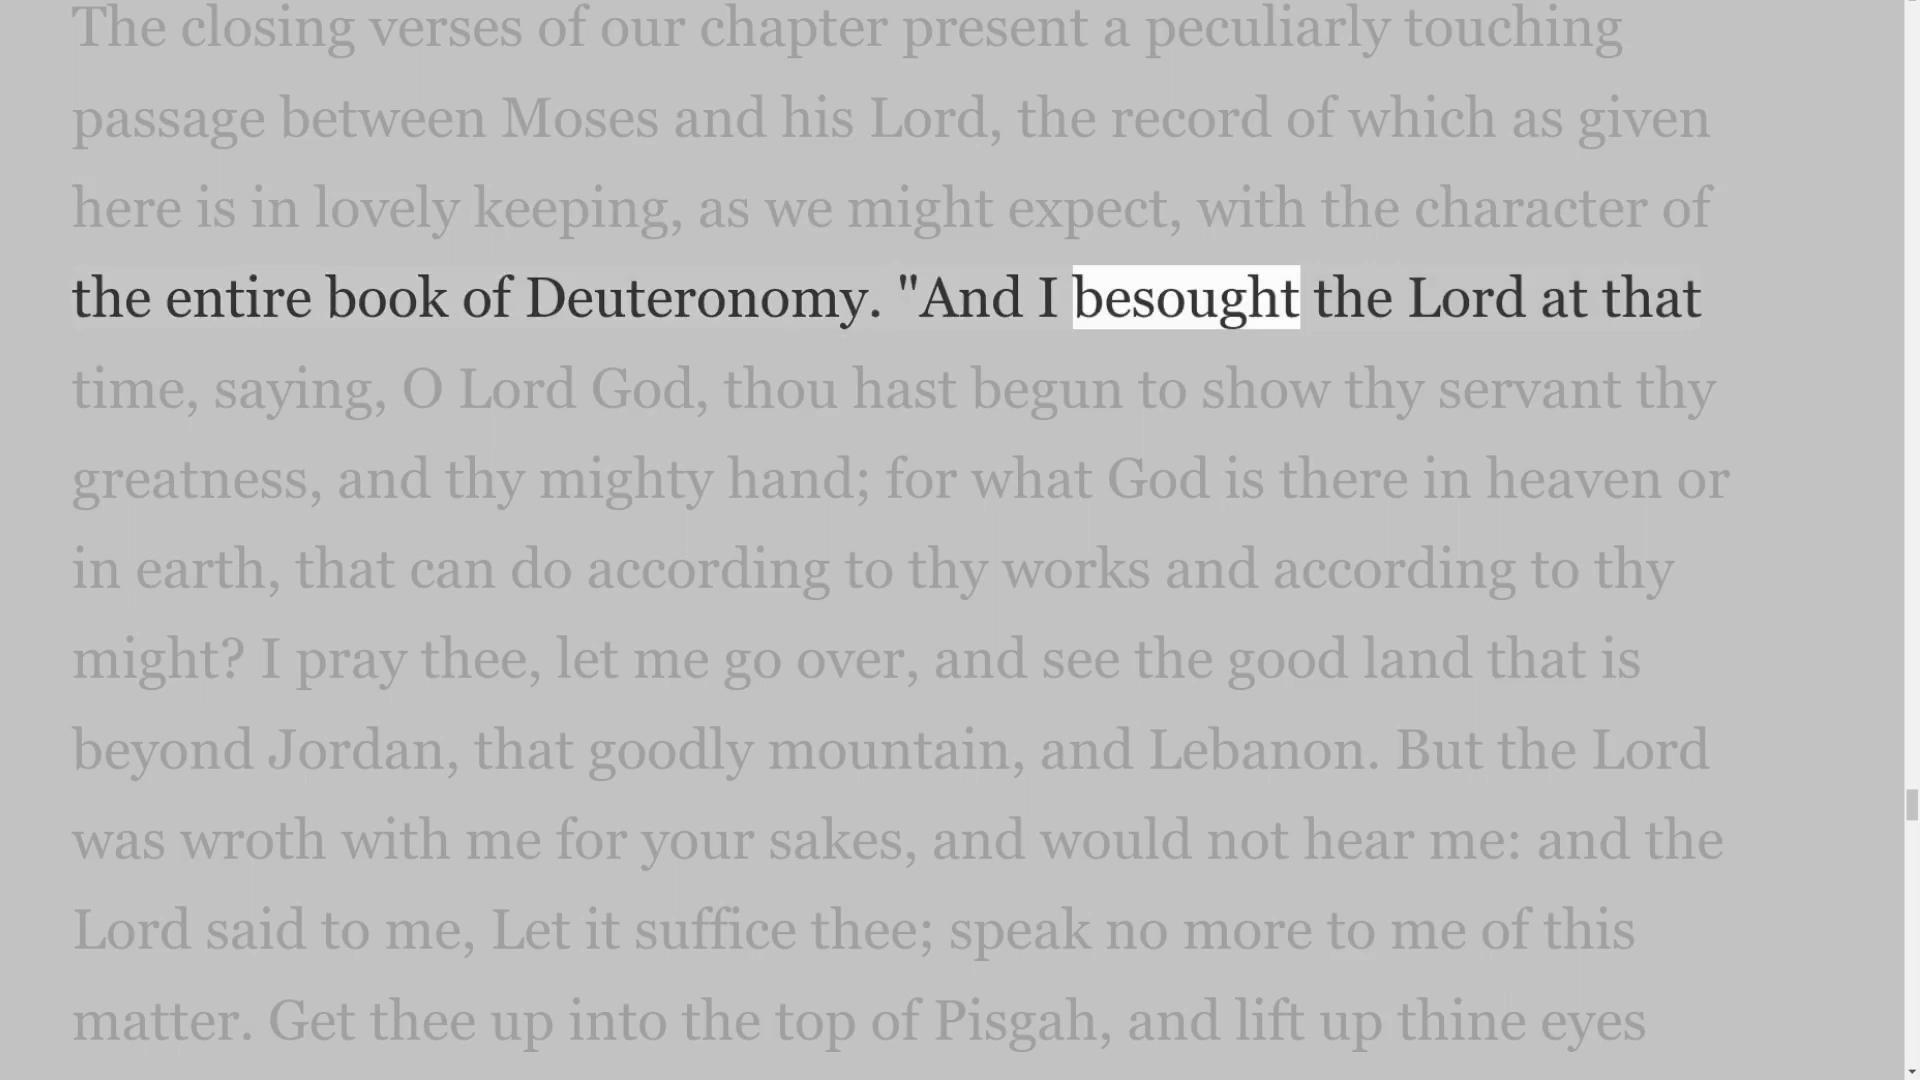 The closing verses of our chapter present a peculiarly touching
passage between Moses and his Lord, the record of which as given
here is in lovely keeping, as we might expect, with the character of
the entire book of Deuteronomy. "And I besought the Lord at that
time, saying, O Lord God, thou hast begun to show thy servant thy
greatness, and thy mighty hand; for what God is there in heaven or
in earth, that can do according to thy works and according to thy
might? I pray thee, let me go over, and see the good land that is
beyond Jordan, that goodly mountain, and Lebanon. But the Lord
was wroth with me for your sakes, and would not hear me: and the
Lord said to me, Let it suffice thee; speak no more to me of this
matter. Get thee up into the top of Pisgah, and lift up thine eyes